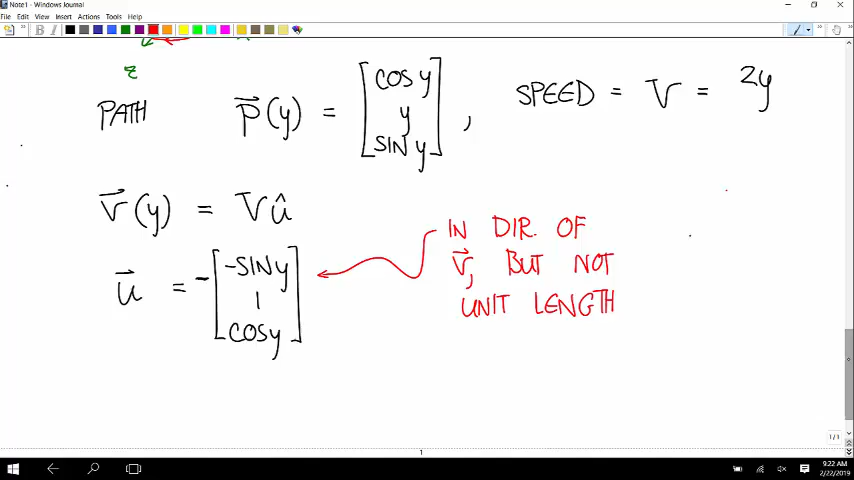 Note1 - Windows Journal
File Edit View Insert Actions Tools Help
B I
z
PATH p⃗(y) = [cos y
y
SIN y] , SPEED = V = 2y
v⃗(y) = Vû
u⃗ = -[-SIN y
1
cos y]
IN DIR. OF
v⃗, BUT NOT
UNIT LENGTH
1/1
1
9:22 AM
2/22/2019